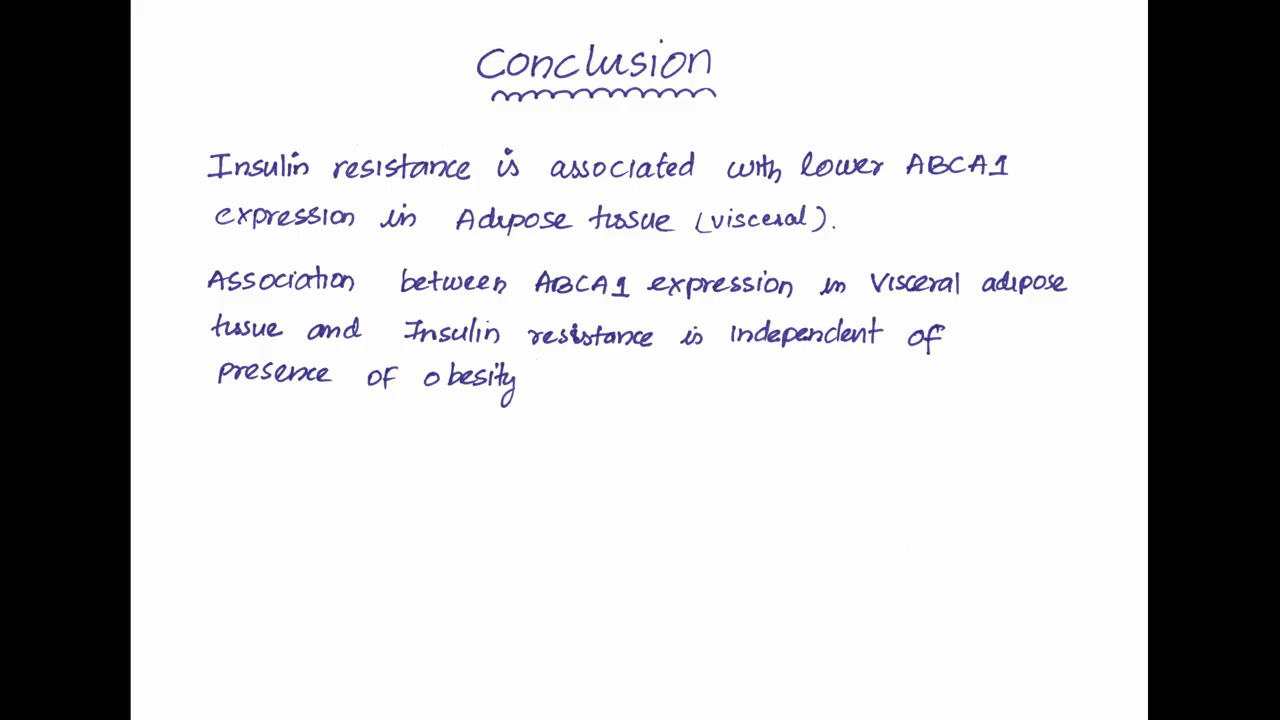 Conclusion
Insulin resistance is associated with lower ABCA1
expression in Adipose tissue (visceral).
Association between ABCA1 expression in Visceral adipose
tissue and Insulin resistance is independent of
presence of obesity